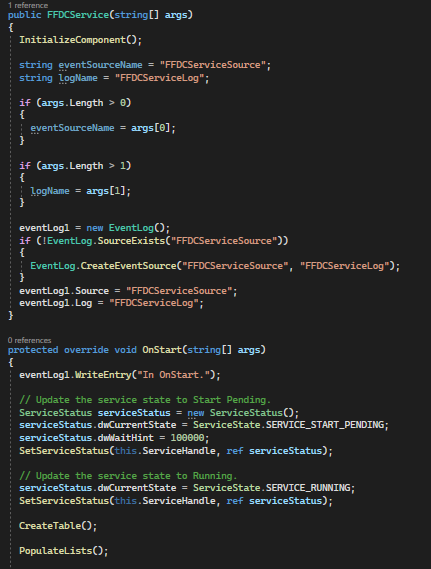 1 reference
public FFDCService(string[] args)
{
InitializeComponent();
string eventSourceName = "FFDCServiceSource";
string logName = "FFDCServiceLog";
if (args.Length > 0)
{
eventSourceName = args[0];
}
if (args.Length > 1)
{
logName = args[1];
}
eventLog1 = new EventLog();
if (!EventLog.SourceExists("FFDCServiceSource"))
{
EventLog.CreateEventSource("FFDCServiceSource", "FFDCServiceLog");
}
eventLog1.Source = "FFDCServiceSource";
eventLog1.Log = "FFDCServiceLog";
}
0 references
protected override void OnStart(string[] args)
{
eventLog1.WriteEntry("In OnStart.");
// Update the service state to Start Pending.
ServiceStatus serviceStatus = new ServiceStatus();
serviceStatus.dwCurrentState = ServiceState.SERVICE_START_PENDING;
serviceStatus.dwWaitHint = 100000;
SetServiceStatus(this.ServiceHandle, ref serviceStatus);
// Update the service state to Running.
serviceStatus.dwCurrentState = ServiceState.SERVICE_RUNNING;
SetServiceStatus(this.ServiceHandle, ref serviceStatus);
CreateTable();
PopulateLists();